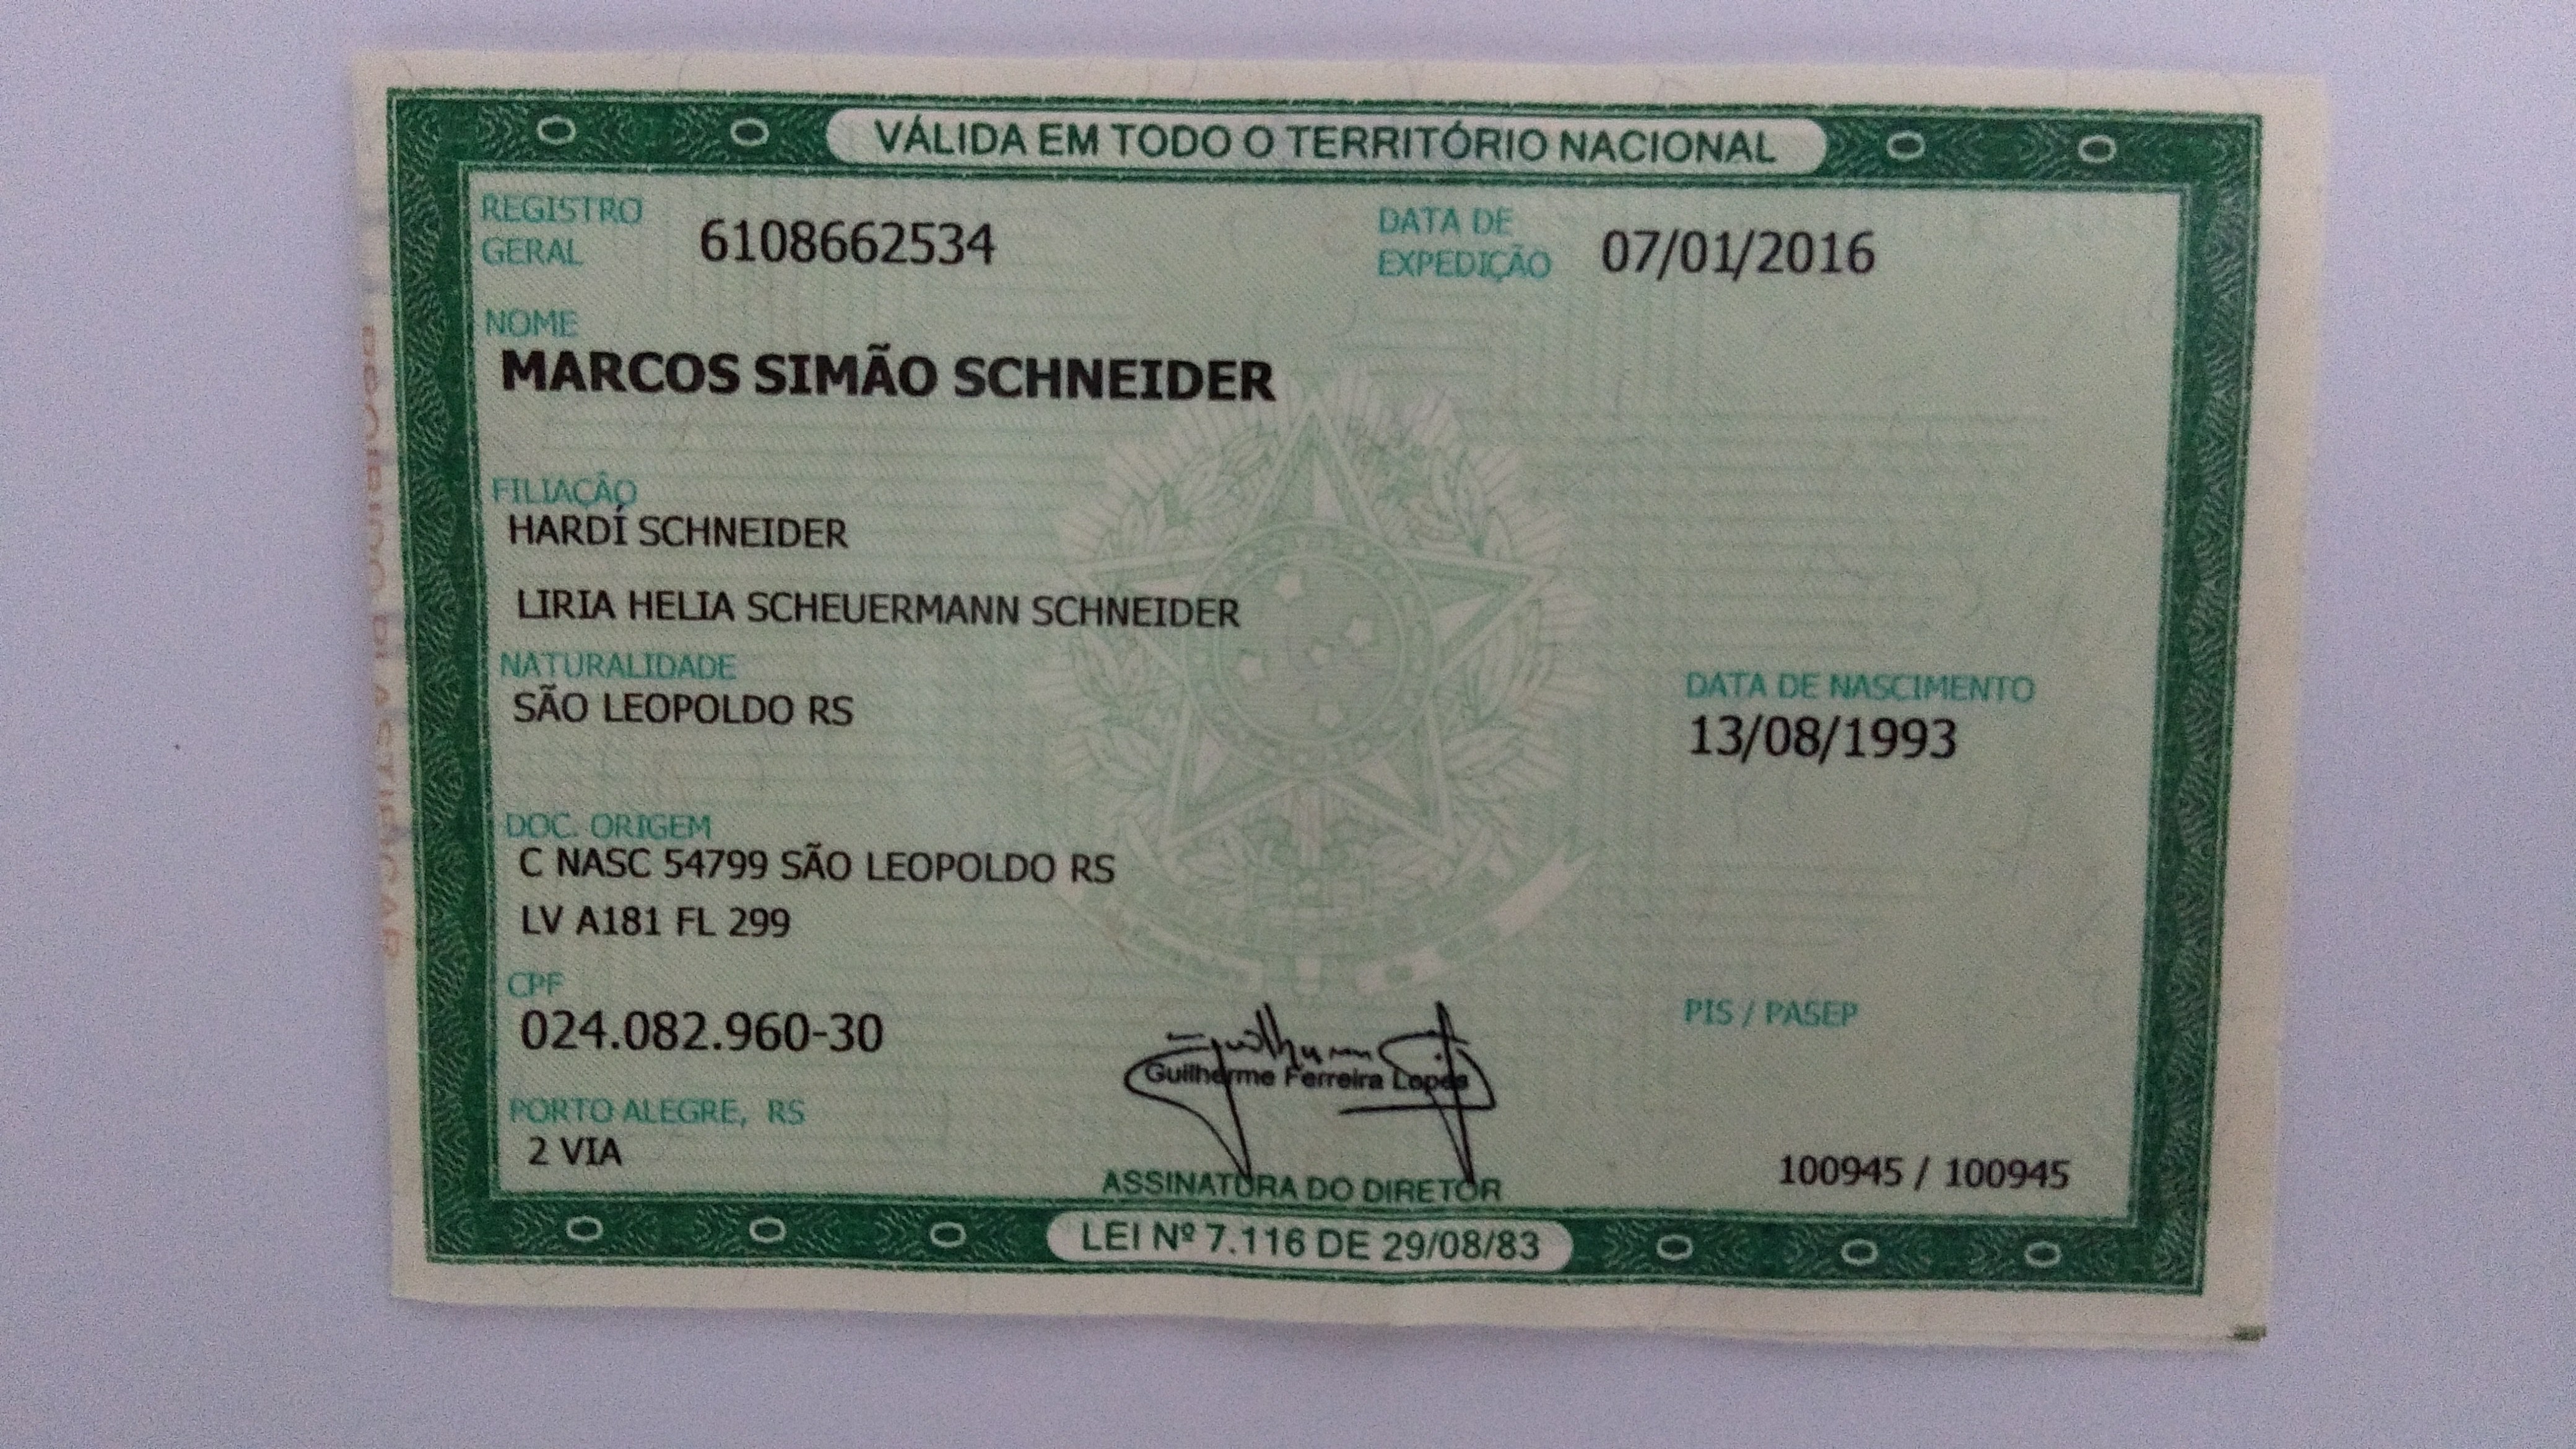 VÁLIDA EM TODO O TERRITÓRIO NACIONAL
REGISTRO GERAL 6108662534
DATA DE EXPEDIÇÃO 07/01/2016
NOME
MARCOS SIMÃO SCHNEIDER
FILIAÇÃO
HARDÍ SCHNEIDER
LIRIA HELIA SCHEUERMANN SCHNEIDER
NATURALIDADE
SÃO LEOPOLDO RS
DATA DE NASCIMENTO
13/08/1993
DOC. ORIGEM
C NASC 54799 SÃO LEOPOLDO RS
LV A181 FL 299
CPF
024.082.960-30
PIS / PASEP
Guilherme Ferreira Lopes
PORTO ALEGRE, RS
2 VIA
ASSINATURA DO DIRETOR
100945 / 100945
LEI Nº 7.116 DE 29/08/83